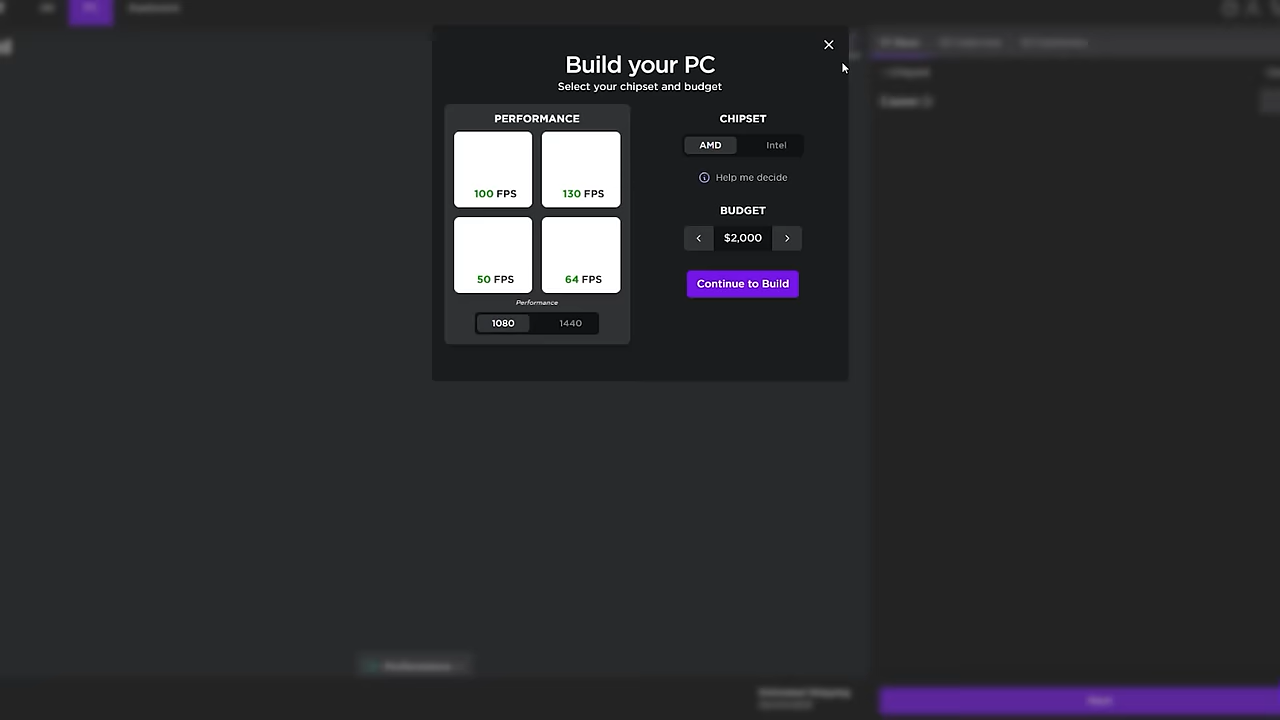 Build your PC
Select your chipset and budget
PERFORMANCE
100 FPS
130 FPS
50 FPS
64 FPS
Performance
1080
1440
CHIPSET
AMD
Intel
Help me decide
BUDGET
$2,000
Continue to Build